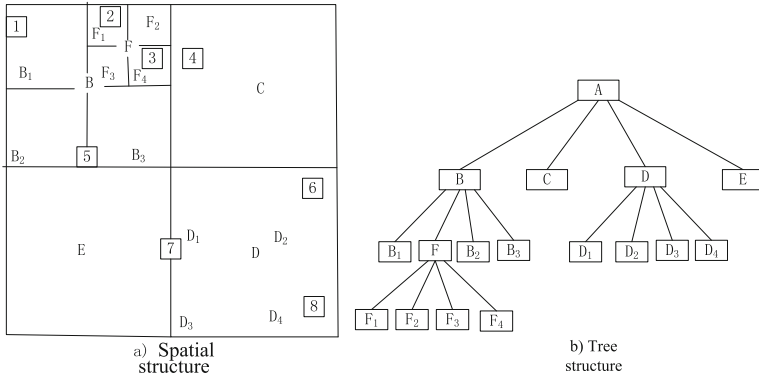 1
2
F₁
F₂
F
3
4
B₁
B
F₃
F₄
C
B₂
5
B₃
6
E
7
D₁
D₂
D
8
D₃
D₄
a) Spatial
structure
A
B
C
D
E
B₁
F
B₂
B₃
D₁
D₂
D₃
D₄
F₁
F₂
F₃
F₄
b) Tree
structure